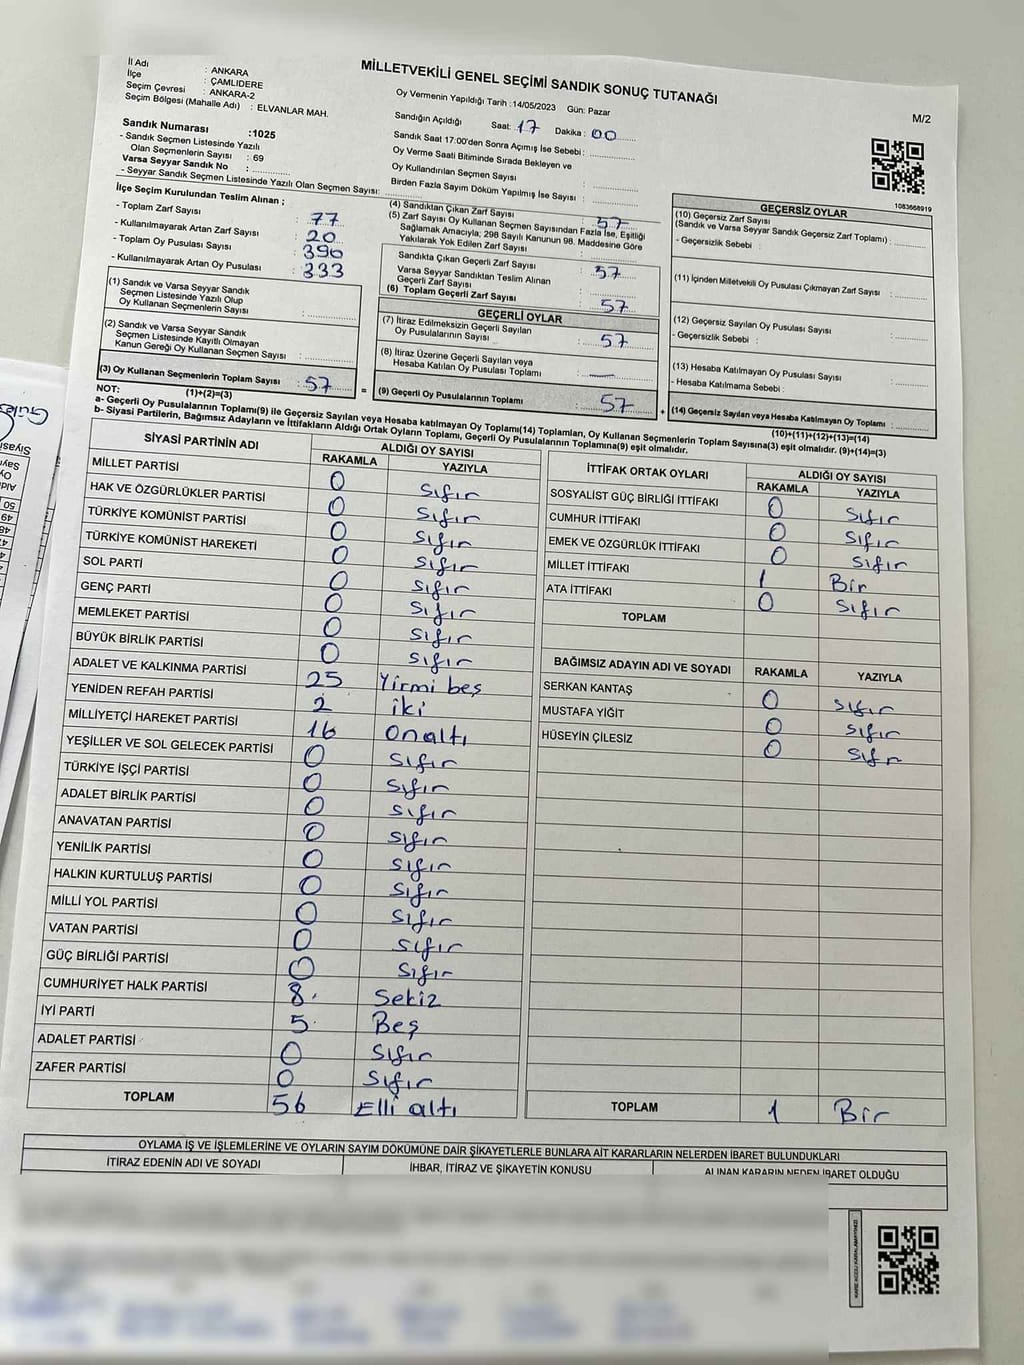 MİLLETVEKİLİ GENEL SEÇİMİ SANDIK SONUÇ TUTANAĞI
M/2
İl Adı : ANKARA
İlçe : ÇAMLIDERE
Seçim Çevresi : ANKARA-2
Seçim Bölgesi (Mahalle Adı) : ELVANLAR MAH.
Sandık Numarası :1025
- Sandık Seçmen Listesinde Yazılı
Olan Seçmenlerin Sayısı : 69
Varsa Seyyar Sandık No :
- Seyyar Sandık Seçmen Listesinde Yazılı Olan Seçmen Sayısı:
Oy Vermenin Yapıldığı Tarih :14/05/2023 Gün: Pazar
Sandığın Açıldığı Saat: 17 Dakika : 00
Sandık Saat 17:00'den Sonra Açımış İse Sebebi :
Oy Verme Saati Bitiminde Sırada Bekleyen ve
Oy Kullandırılan Seçmen Sayısı :
Birden Fazla Sayım Döküm Yapılmış İse Sayısı :
1083668919
İlçe Seçim Kurulundan Teslim Alınan ;
- Toplam Zarf Sayısı : 77
- Kullanılmayarak Artan Zarf Sayısı : 20
- Toplam Oy Pusulası Sayısı : 390
- Kullanılmayarak Artan Oy Pusulası : 333
(1) Sandık ve Varsa Seyyar Sandık
Seçmen Listesinde Yazılı Olup
Oy Kullanan Seçmenlerin Sayısı :
(2) Sandık ve Varsa Seyyar Sandık
Seçmen Listesinde Kayıtlı Olmayan
Kanun Gereği Oy Kullanan Seçmen Sayısı :
(3) Oy Kullanan Seçmenlerin Toplam Sayısı : 57
(1)+(2)=(3)
(4) Sandıktan Çıkan Zarf Sayısı : 57
(5) Zarf Sayısı Oy Kullanan Seçmen Sayısından Fazla İse, Eşitliği
Sağlamak Amacıyla; 298 Sayılı Kanunun 98. Maddesine Göre
Yakılarak Yok Edilen Zarf Sayısı :
Sandıkta Çıkan Geçerli Zarf Sayısı : 57
Varsa Seyyar Sandıktan Teslim Alınan
Geçerli Zarf Sayısı :
(6) Toplam Geçerli Zarf Sayısı : 57
GEÇERLİ OYLAR
(7) İtiraz Edilmeksizin Geçerli Sayılan
Oy Pusulalarının Sayısı : 57
(8) İtiraz Üzerine Geçerli Sayılan veya
Hesaba Katılan Oy Pusulası Toplamı : —
= (9) Geçerli Oy Pusulalarının Toplamı : 57
GEÇERSİZ OYLAR
(10) Geçersiz Zarf Sayısı
(Sandık ve Varsa Seyyar Sandık Geçersiz Zarf Toplamı) :
- Geçersizlik Sebebi :
(11) İçinden Milletvekili Oy Pusulası Çıkmayan Zarf Sayısı :
(12) Geçersiz Sayılan Oy Pusulası Sayısı :
- Geçersizlik Sebebi :
(13) Hesaba Katılmayan Oy Pusulası Sayısı :
- Hesaba Katılmama Sebebi :
+ (14) Geçersiz Sayılan veya Hesaba Katılmayan Oy Toplamı :
(10)+(11)+(12)+(13)=(14)
NOT:
a- Geçerli Oy Pusulalarının Toplamı(9) ile Geçersiz Sayılan veya Hesaba katılmayan Oy Toplamı(14) Toplamları, Oy Kullanan Seçmenlerin Toplam Sayısına(3) eşit olmalıdır. (9)+(14)=(3)
b- Siyasi Partilerin, Bağımsız Adayların ve İttifakların Aldığı Ortak Oyların Toplamı, Geçerli Oy Pusulalarının Toplamına(9) eşit olmalıdır.
SİYASİ PARTİNİN ADI ALDIĞI OY SAYISI
RAKAMLA YAZIYLA
MİLLET PARTİSİ 0 Sıfır
HAK VE ÖZGÜRLÜKLER PARTİSİ 0 Sıfır
TÜRKİYE KOMÜNİST PARTİSİ 0 Sıfır
TÜRKİYE KOMÜNİST HAREKETİ 0 Sıfır
SOL PARTİ 0 Sıfır
GENÇ PARTİ 0 Sıfır
MEMLEKET PARTİSİ 0 Sıfır
BÜYÜK BİRLİK PARTİSİ 0 Sıfır
ADALET VE KALKINMA PARTİSİ 25 Yirmi beş
YENİDEN REFAH PARTİSİ 2 iki
MİLLİYETÇİ HAREKET PARTİSİ 16 Onaltı
YEŞİLLER VE SOL GELECEK PARTİSİ 0 Sıfır
TÜRKİYE İŞÇİ PARTİSİ 0 Sıfır
ADALET BİRLİK PARTİSİ 0 Sıfır
ANAVATAN PARTİSİ 0 Sıfır
YENİLİK PARTİSİ 0 Sıfır
HALKIN KURTULUŞ PARTİSİ 0 Sıfır
MİLLİ YOL PARTİSİ 0 Sıfır
VATAN PARTİSİ 0 Sıfır
GÜÇ BİRLİĞİ PARTİSİ 0 Sıfır
CUMHURİYET HALK PARTİSİ 8 Sekiz
İYİ PARTİ 5 Beş
ADALET PARTİSİ 0 Sıfır
ZAFER PARTİSİ 0 Sıfır
TOPLAM 56 Elli altı
İTTİFAK ORTAK OYLARI ALDIĞI OY SAYISI
RAKAMLA YAZIYLA
SOSYALİST GÜÇ BİRLİĞİ İTTİFAKI 0 Sıfır
CUMHUR İTTİFAKI 0 Sıfır
EMEK VE ÖZGÜRLÜK İTTİFAKI 0 Sıfır
MİLLET İTTİFAKI 1 Bir
ATA İTTİFAKI 0 Sıfır
TOPLAM
BAĞIMSIZ ADAYIN ADI VE SOYADI RAKAMLA YAZIYLA
SERKAN KANTAŞ 0 Sıfır
MUSTAFA YİĞİT 0 Sıfır
HÜSEYİN ÇİLESİZ 0 Sıfr
TOPLAM 1 Bir
OYLAMA İŞ VE İŞLEMLERİNE VE OYLARIN SAYIM DÖKÜMÜNE DAİR ŞİKAYETLERLE BUNLARA AİT KARARLARIN NELERDEN İBARET BULUNDUKLARI
İTİRAZ EDENİN ADI VE SOYADI İHBAR, İTİRAZ VE ŞİKAYETİN KONUSU ALINAN KARARIN NEDEN İBARET OLDUĞU